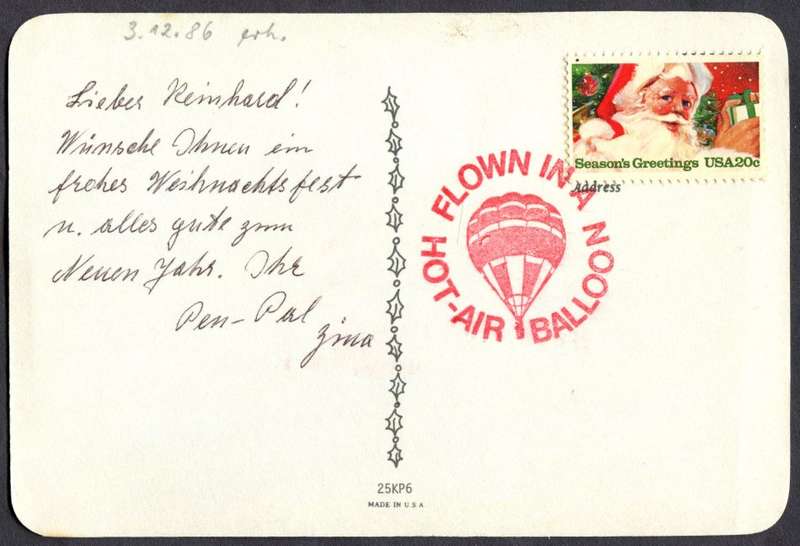 3.12.86 erh.
Lieber Reinhard!
Wünsche Ihnen ein
frohes Weihnachtsfest
u. alles gute zum
Neuen Jahr. Ihr
Pen-Pal
Zina
Season's Greetings USA20c
Address
FLOWN IN A
HOT-AIR BALLOON
25KP6
MADE IN U.S.A.